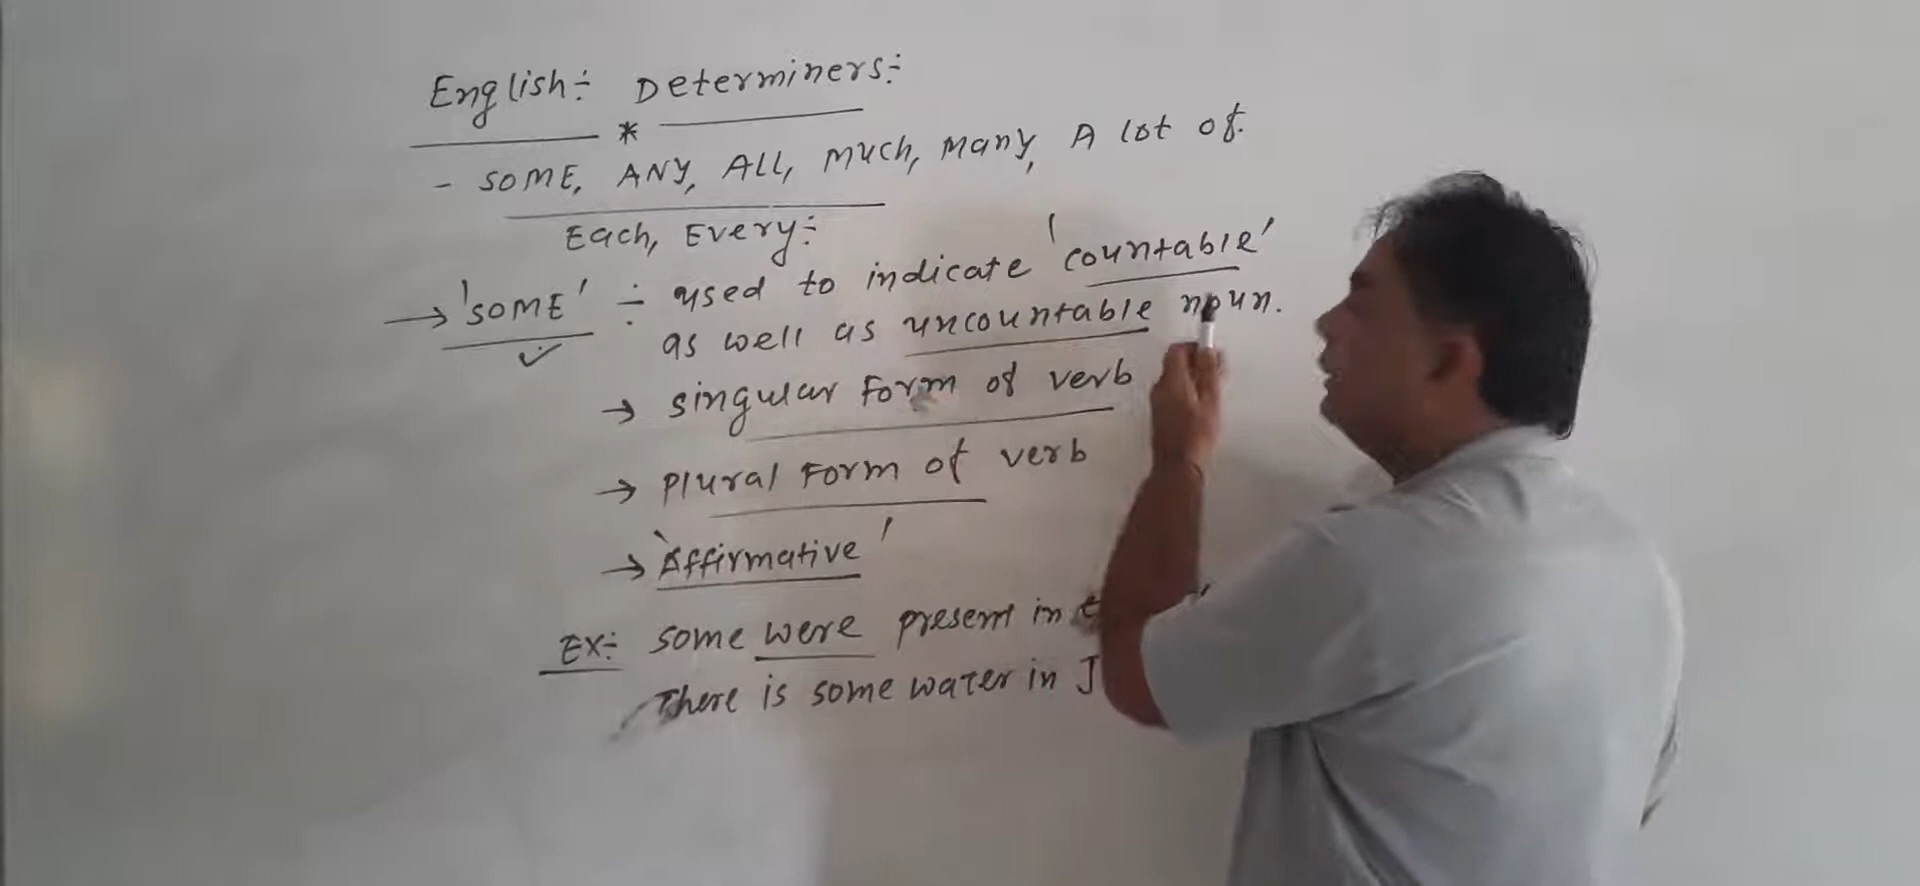 English÷ Determiners÷
*
- SOME, ANY, ALL, Much, Many, A lot of.
Each, Every÷
→ 'SOME' ÷ used to indicate 'countable'
as well as uncountable noun.
→ singular form of verb
→ Plural Form of verb
→ 'Affirmative'
EX÷ some were present in
There is some water in J